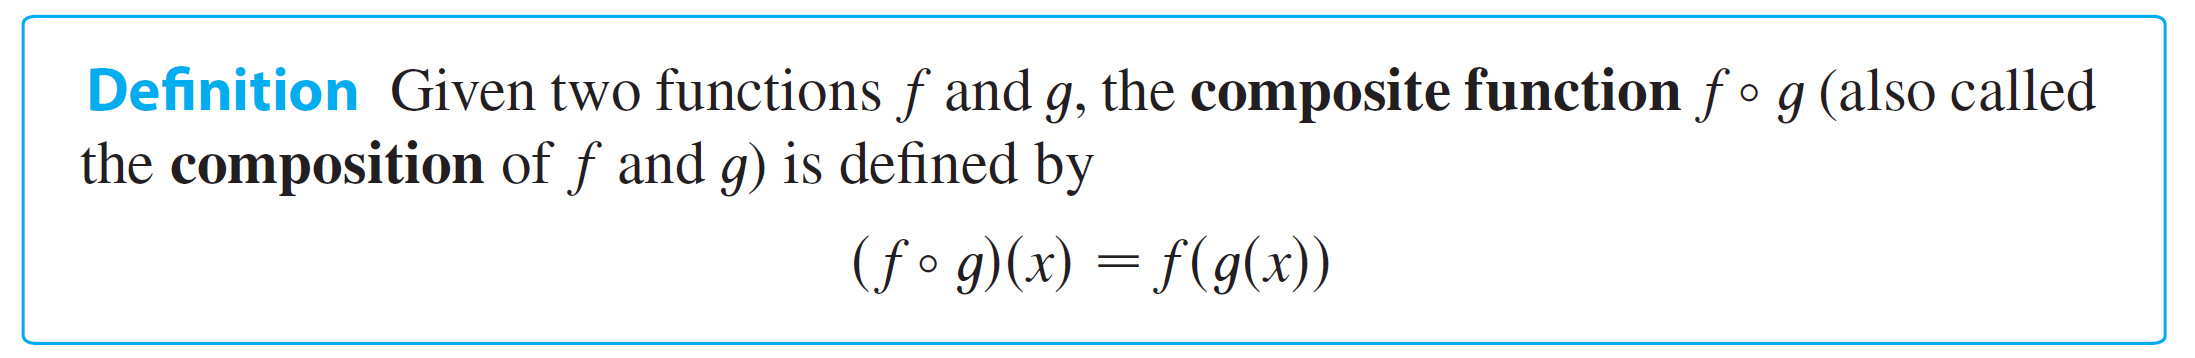 Definition Given two functions f and g, the composite function f ∘ g (also called
the composition of f and g) is defined by
(f ∘ g)(x) = f(g(x))